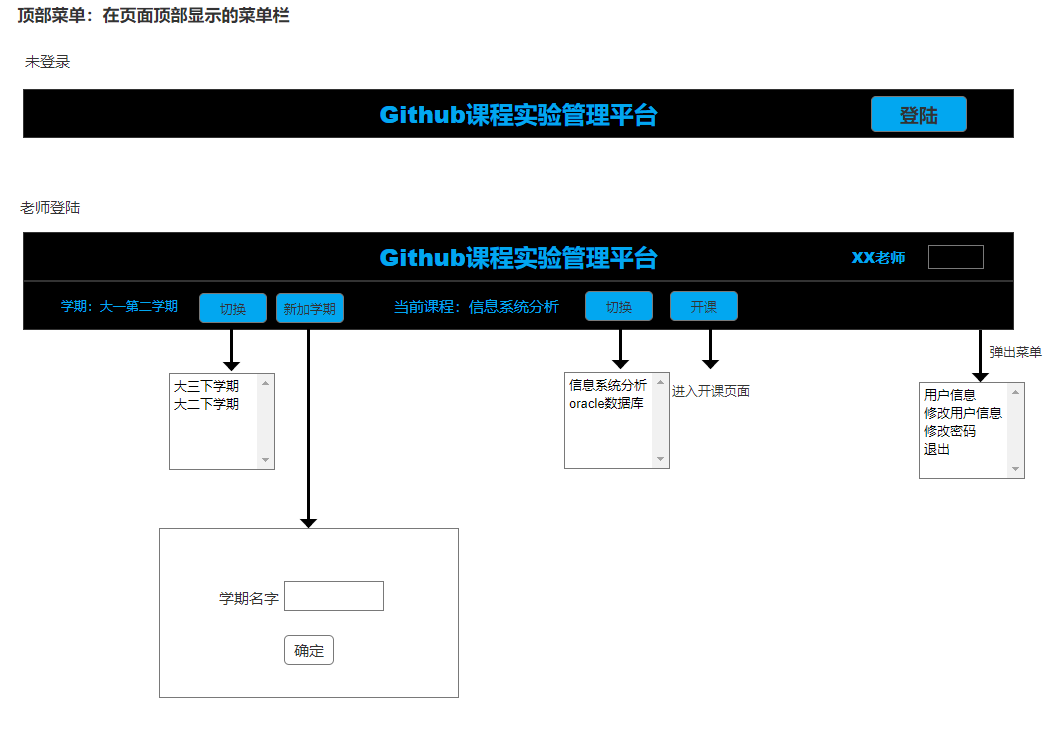 顶部菜单：在页面顶部显示的菜单栏
未登录
Github课程实验管理平台
登陆
老师登陆
Github课程实验管理平台
XX老师
学期：大一第二学期
切换
新加学期
当前课程：信息系统分析
切换
开课
弹出菜单
大三下学期
大二下学期
信息系统分析
oracle数据库
进入开课页面
用户信息
修改用户信息
修改密码
退出
学期名字
确定